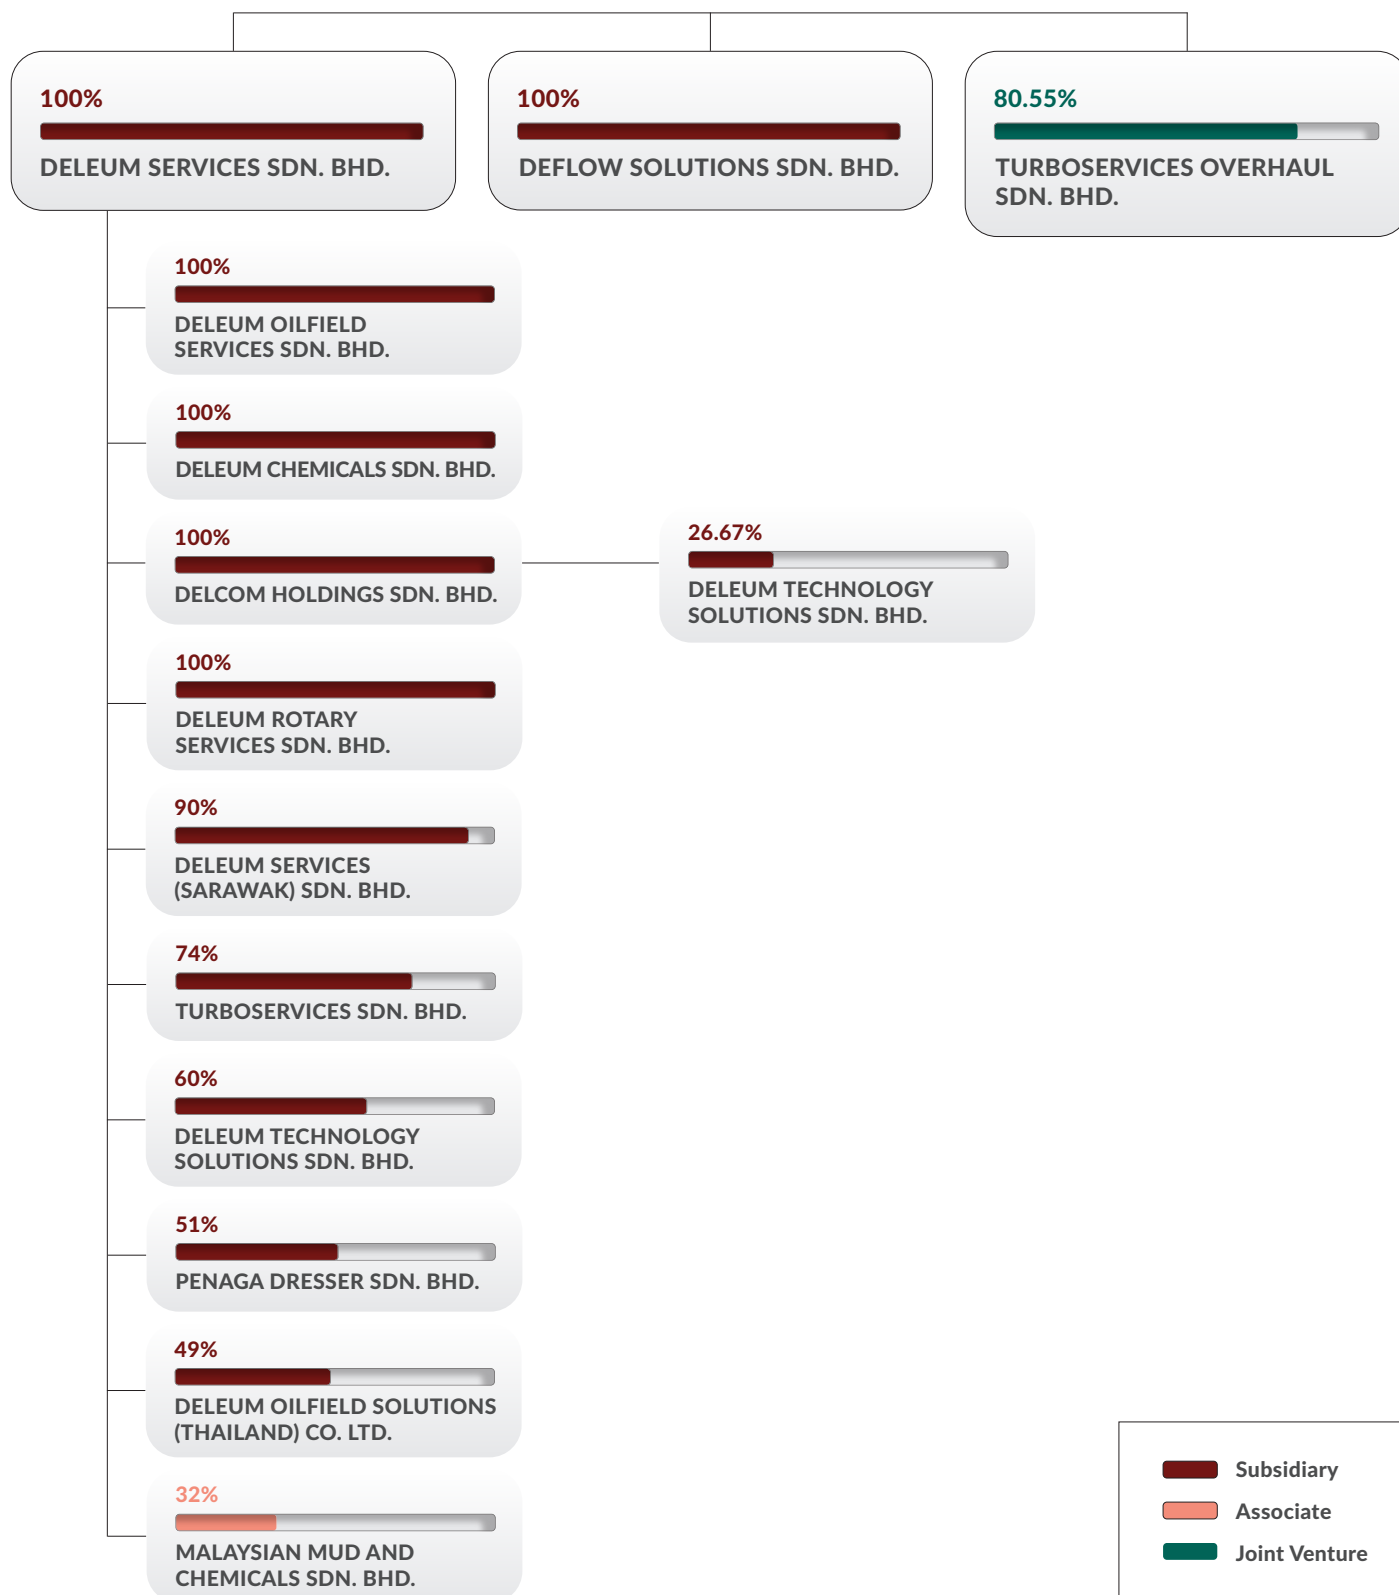 100%
DELEUM SERVICES SDN. BHD.
100%
DEFLOW SOLUTIONS SDN. BHD.
80.55%
TURBOSERVICES OVERHAUL
SDN. BHD.
100%
DELEUM OILFIELD
SERVICES SDN. BHD.
100%
DELEUM CHEMICALS SDN. BHD.
100%
DELCOM HOLDINGS SDN. BHD.
26.67%
DELEUM TECHNOLOGY
SOLUTIONS SDN. BHD.
100%
DELEUM ROTARY
SERVICES SDN. BHD.
90%
DELEUM SERVICES
(SARAWAK) SDN. BHD.
74%
TURBOSERVICES SDN. BHD.
60%
DELEUM TECHNOLOGY
SOLUTIONS SDN. BHD.
51%
PENAGA DRESSER SDN. BHD.
49%
DELEUM OILFIELD SOLUTIONS
(THAILAND) CO. LTD.
32%
MALAYSIAN MUD AND
CHEMICALS SDN. BHD.
Subsidiary
Associate
Joint Venture